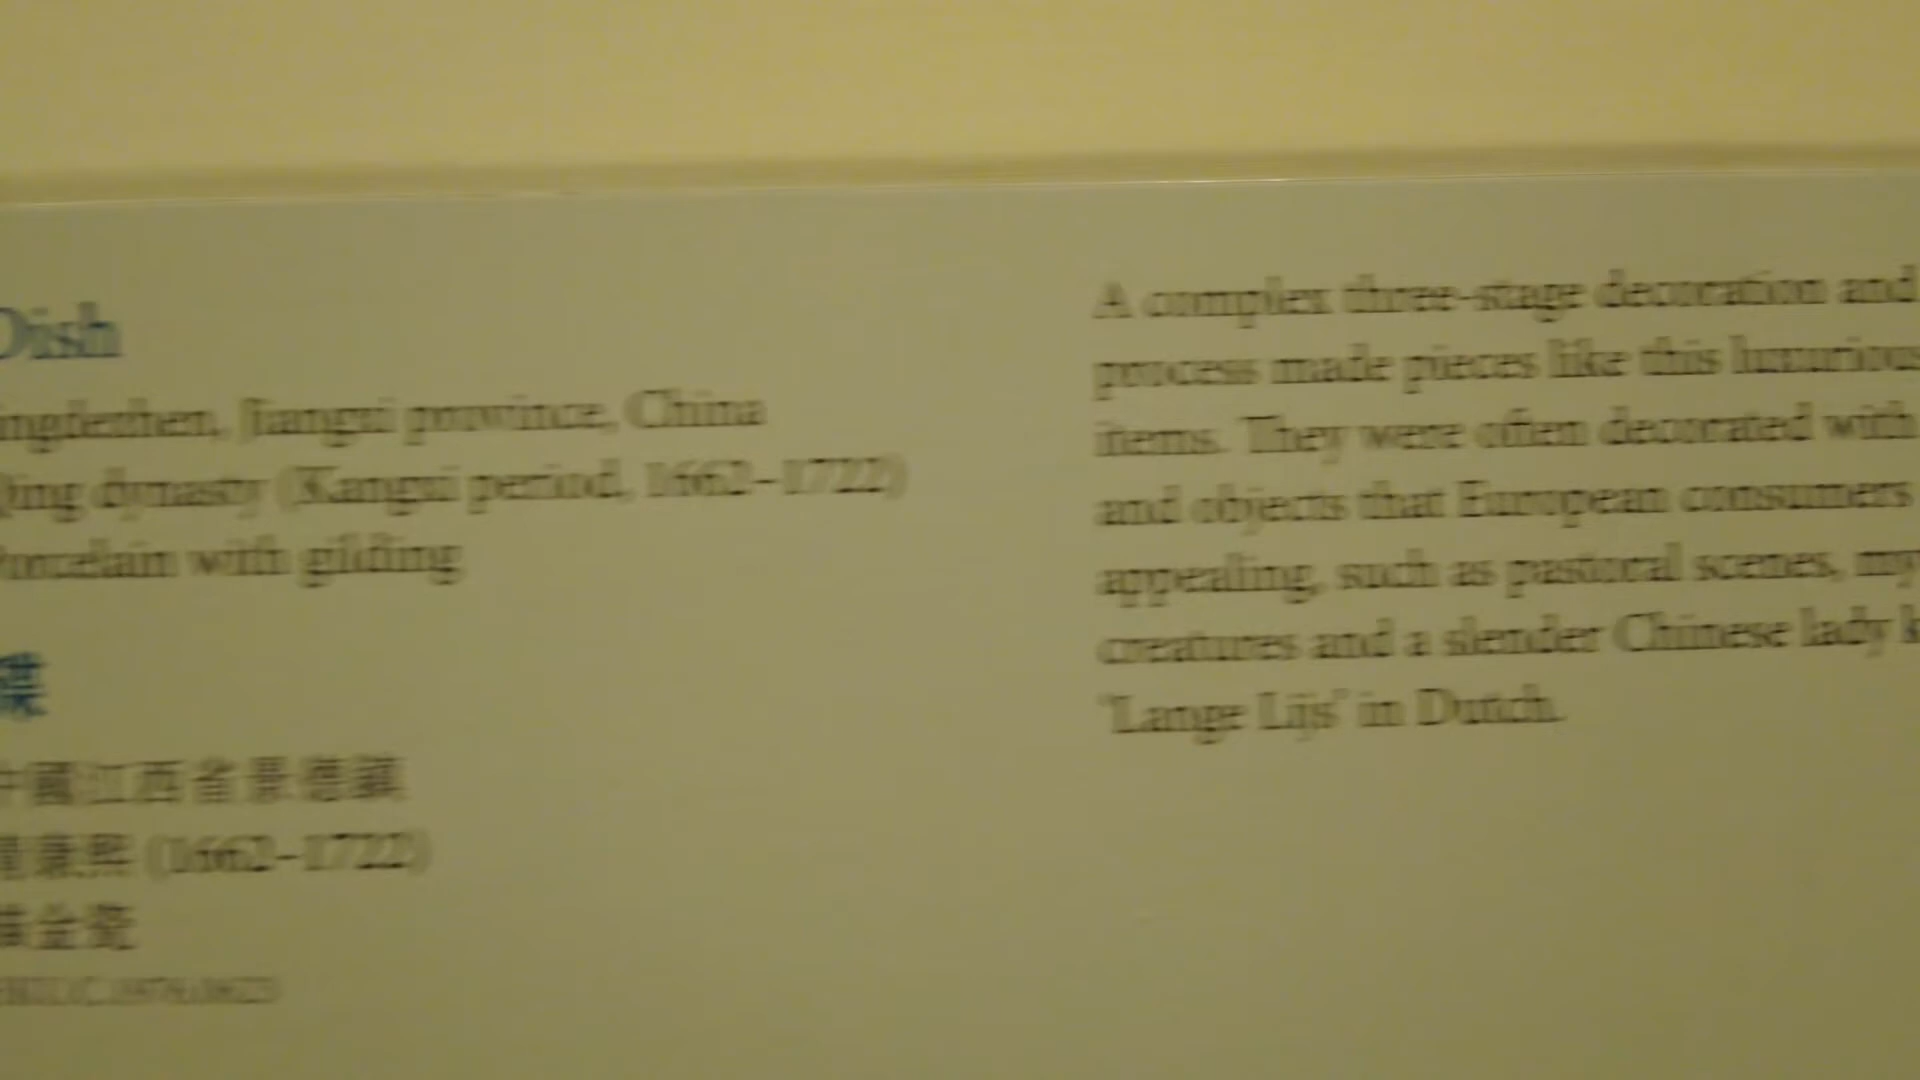 Dish
ingdezhen, Jiangxi province, China
Qing dynasty (Kangxi period, 1662–1722)
Porcelain with gilding
碟
中國江西省景德鎮
清康熙 (1662–1722)
金瓷
A complex three-stage decoration and
process made pieces like this luxurious
items. They were often decorated with
and objects that European consumers
appealing, such as pastoral scenes, my
creatures and a slender Chinese lady k
'Lange Lijs' in Dutch.